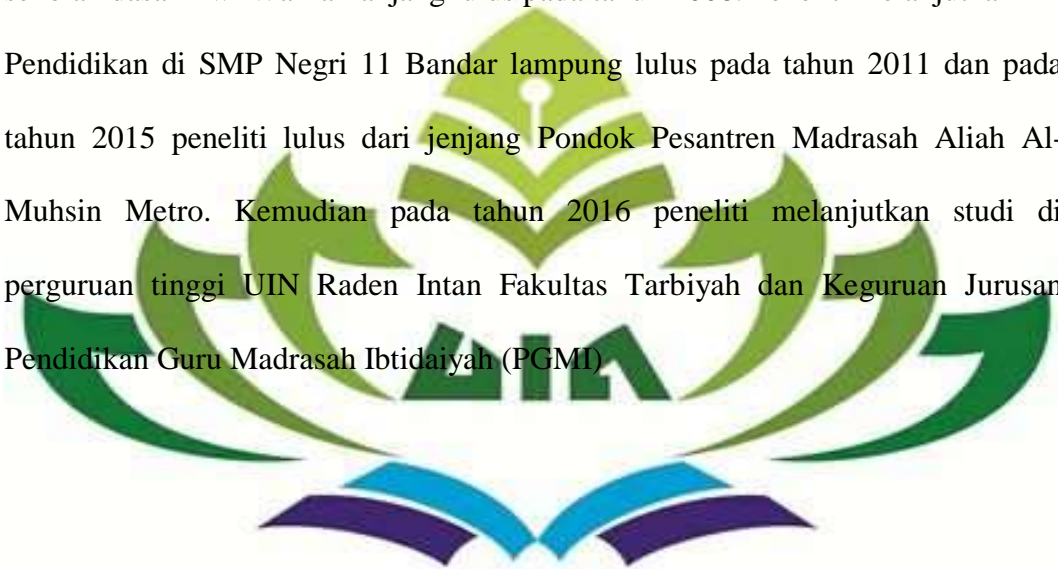 Pendidikan di SMP Negri 11 Bandar lampung lulus pada tahun 2011 dan pada
tahun 2015 peneliti lulus dari jenjang Pondok Pesantren Madrasah Aliah Al-
Muhsin Metro. Kemudian pada tahun 2016 peneliti melanjutkan studi di
perguruan tinggi UIN Raden Intan Fakultas Tarbiyah dan Keguruan Jurusan
Pendidikan Guru Madrasah Ibtidaiyah (PGMI)